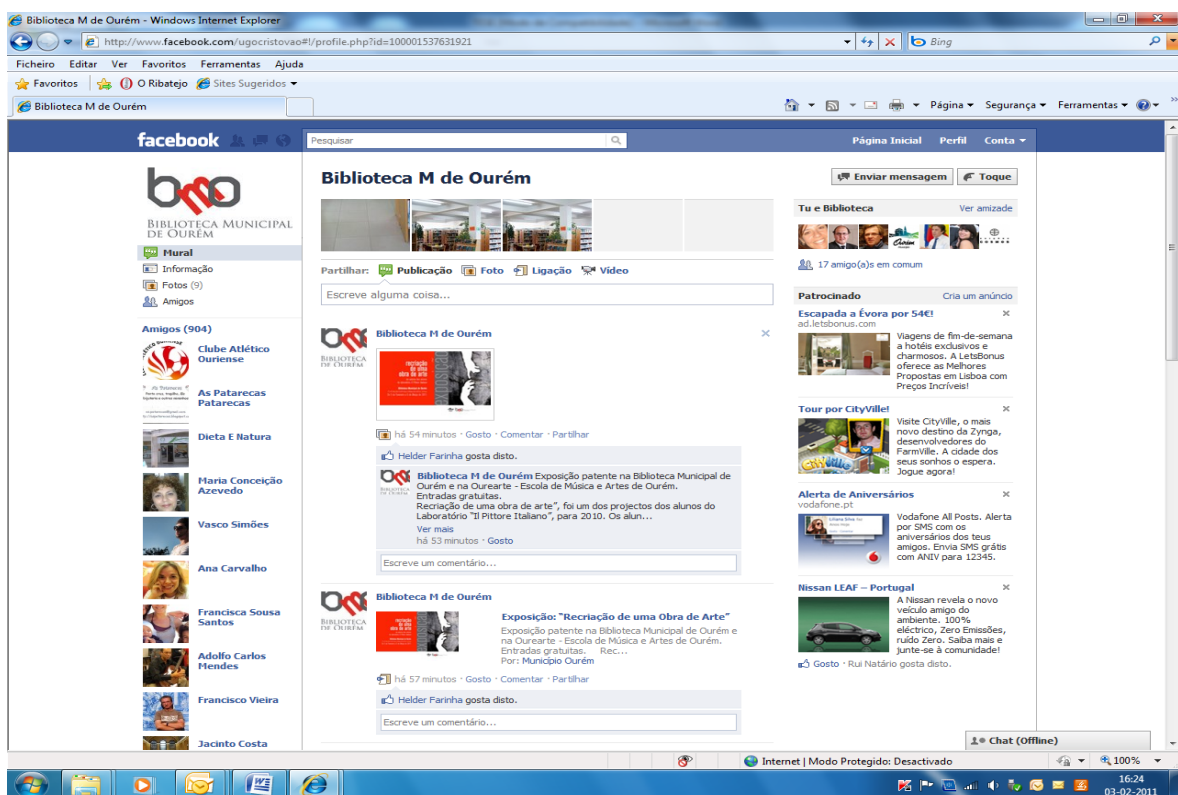 Biblioteca M de Ourém - Windows Internet Explorer
http://www.facebook.com/ugocristovao#!/profile.php?id=100001537631921
Bing
Ficheiro Editar Ver Favoritos Ferramentas Ajuda
Favoritos O Ribatejo Sites Sugeridos
Biblioteca M de Ourém
Página Segurança Ferramentas
facebook
Pesquisar
Página Inicial Perfil Conta
bmo
BIBLIOTECA MUNICIPAL
DE OURÉM
Mural
Informação
Fotos (9)
Amigos
Amigos (904)
Clube Atlético
Ouriense
As Patarecas
Patarecas
Dieta E Natura
Maria Conceição
Azevedo
Vasco Simões
Ana Carvalho
Francisca Sousa
Santos
Adolfo Carlos
Mendes
Francisco Vieira
Jacinto Costa
Biblioteca M de Ourém
Partilhar: Publicação Foto Ligação Vídeo
Escreve alguma coisa...
Biblioteca M de Ourém
BIBLIOTECA
DE OURÉM
recriação
de uma
obra de arte
EXPOSIÇÃO
há 54 minutos · Gosto · Comentar · Partilhar
Helder Farinha gosta disto.
Biblioteca M de Ourém Exposição patente na Biblioteca Municipal de
Ourém e na Ourearte - Escola de Música e Artes de Ourém.
Entradas gratuitas.
Recriação de uma obra de arte”, foi um dos projectos dos alunos do
Laboratório “Il Pittore Italiano”, para 2010. Os alun...
Ver mais
há 53 minutos · Gosto
Escreve um comentário...
Biblioteca M de Ourém
BIBLIOTECA
DE OURÉM
Exposição: “Recriação de uma Obra de Arte”
Exposição patente na Biblioteca Municipal de Ourém e
na Ourearte - Escola de Música e Artes de Ourém.
Entradas gratuitas. Rec...
Por: Município Ourém
há 57 minutos · Gosto · Comentar · Partilhar
Helder Farinha gosta disto.
Escreve um comentário...
Enviar mensagem Toque
Tu e Biblioteca Ver amizade
Ourém
17 amigo(a)s em comum
Patrocinado Cria um anúncio
Escapada a Évora por 54€!
ad.letsbonus.com
Viagens de fim-de-semana
a hotéis exclusivos e
charmosos. A LetsBonus
oferece as Melhores
Propostas em Lisboa com
Preços Incríveis!
Tour por CityVille!
CityVille
Visite CityVille, o mais
novo destino da Zynga,
desenvolvedores do
FarmVille. A cidade dos
seus sonhos o espera.
Jogue agora!
Alerta de Aniversários
vodafone.pt
Vodafone All Posts. Alerta
por SMS com os
aniversários dos teus
amigos. Envia SMS grátis
com ANIV para 12345.
Nissan LEAF – Portugal
A Nissan revela o novo
veículo amigo do
ambiente. 100%
eléctrico, Zero Emissões,
ruído Zero. Saiba mais e
junte-se à comunidade!
Gosto · Rui Natário gosta disto.
Chat (Offline)
Internet | Modo Protegido: Desactivado
100%
16:24
03-02-2011